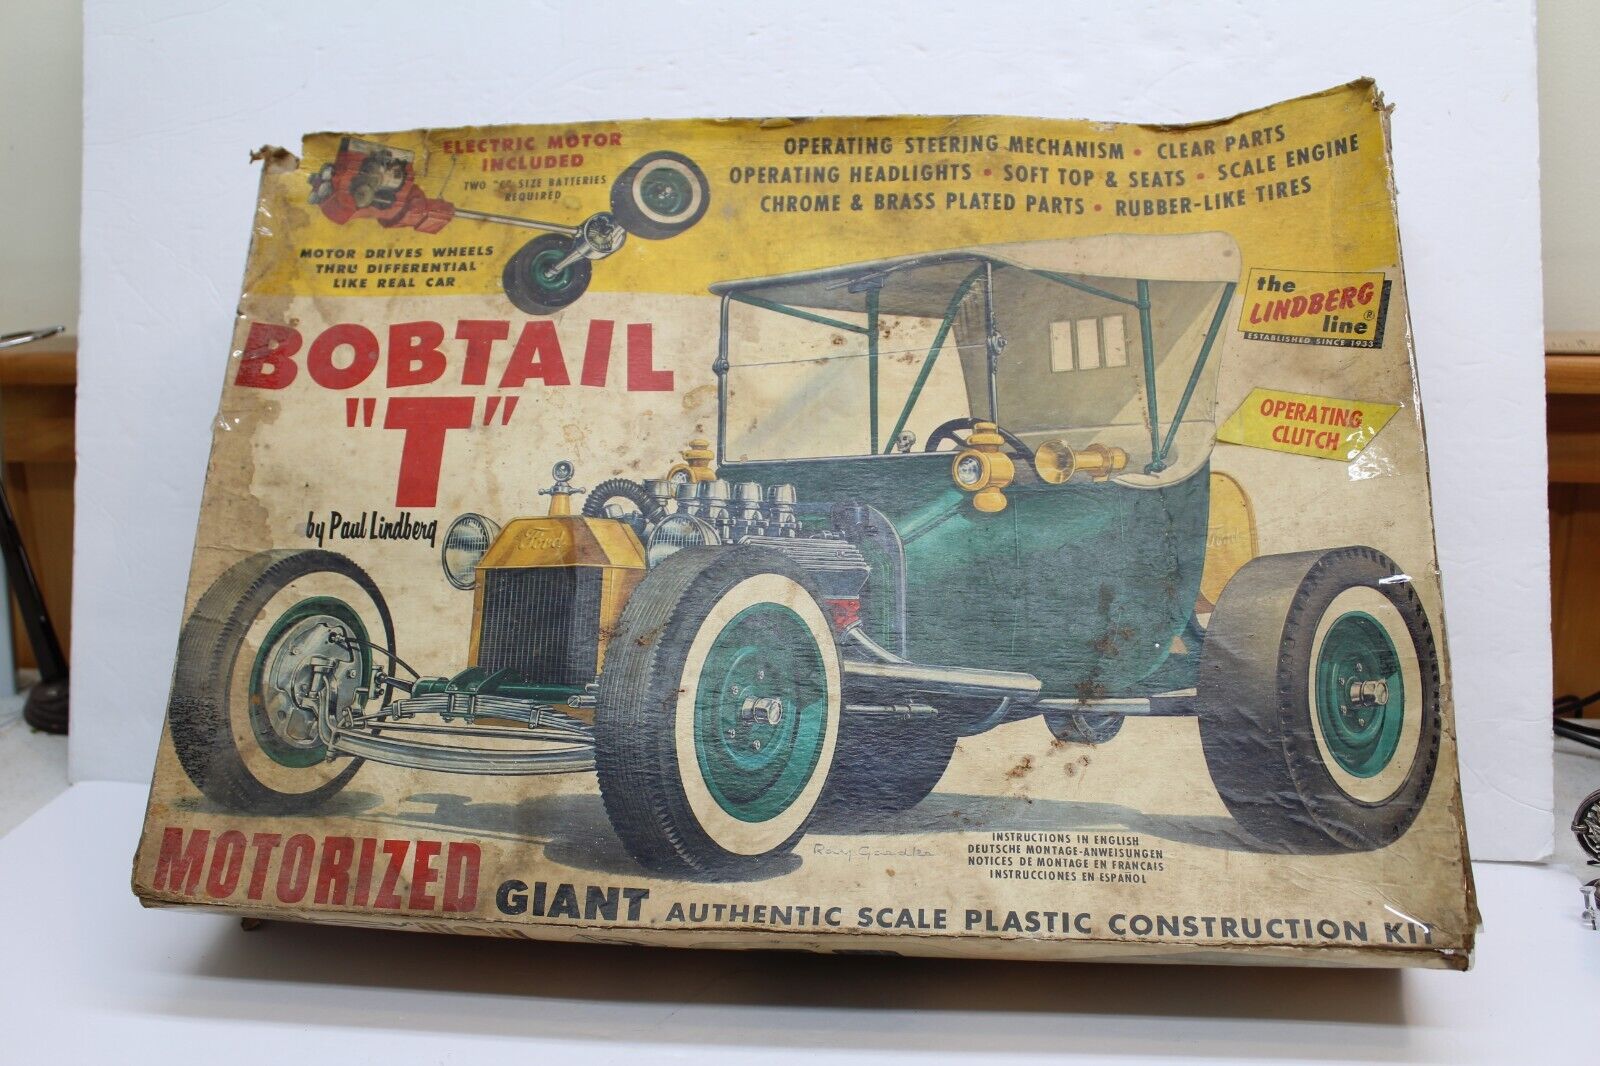 ELECTRIC MOTOR
INCLUDED
TWO "C" SIZE BATTERIES
REQUIRED
MOTOR DRIVES WHEELS
THRU DIFFERENTIAL
LIKE REAL CAR
OPERATING STEERING MECHANISM • CLEAR PARTS
OPERATING HEADLIGHTS • SOFT TOP & SEATS • SCALE ENGINE
CHROME & BRASS PLATED PARTS • RUBBER-LIKE TIRES
the
LINDBERG®
line
ESTABLISHED SINCE 1933
OPERATING
CLUTCH
BOBTAIL
"T"
by Paul Lindberg
Ford
Ford
INSTRUCTIONS IN ENGLISH
DEUTSCHE MONTAGE-ANWEISUNGEN
NOTICES DE MONTAGE EN FRANCAIS
INSTRUCCIONES EN ESPAÑOL
MOTORIZED GIANT AUTHENTIC SCALE PLASTIC CONSTRUCTION KIT